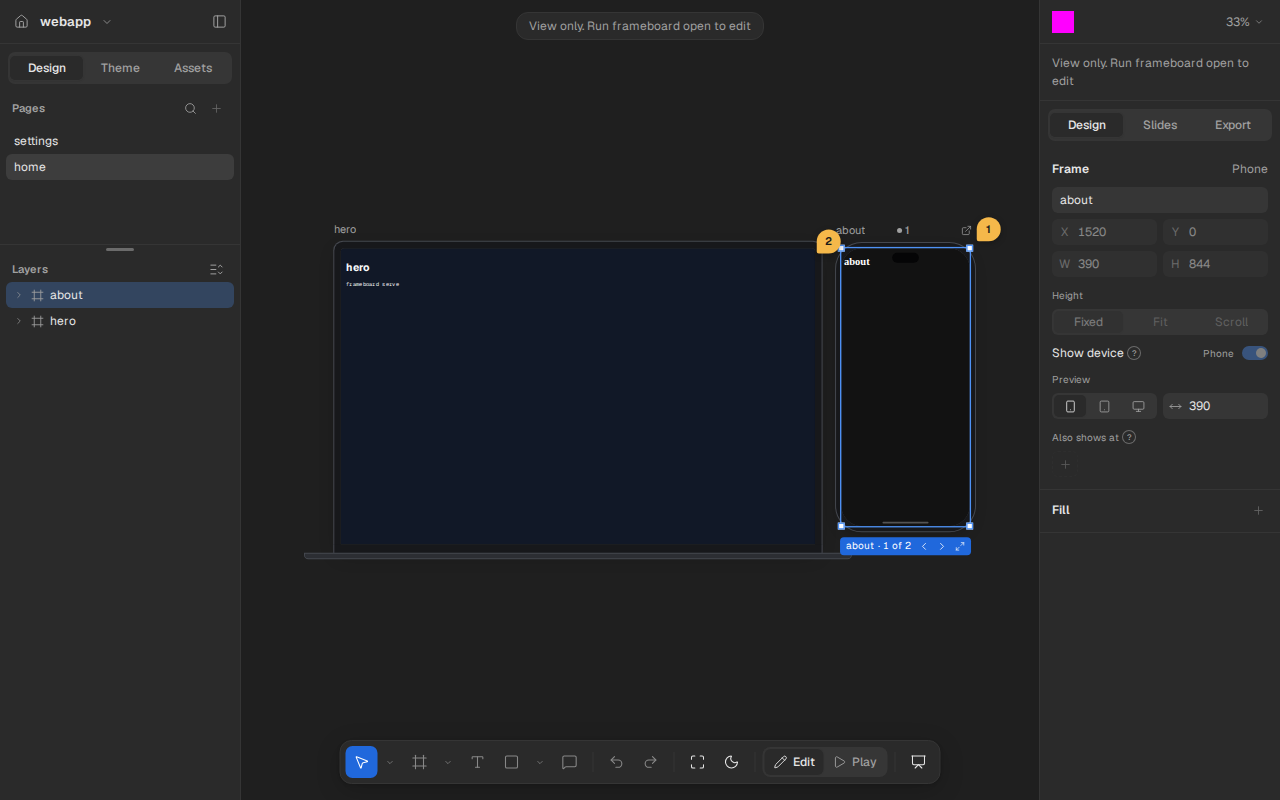 webapp
View only. Run frameboard open to edit
33%
View only. Run frameboard open to edit
Design
Theme
Assets
Design
Slides
Export
Pages
settings
home
Frame
Phone
about
X 1520
Y 0
W 390
H 844
Layers
about
hero
Height
Fixed
Fit
Scroll
Show device ?
Phone
Preview
390
Also shows at ?
Fill
hero
about
1
1
2
hero
frameboard serve
about
about · 1 of 2
Edit
Play